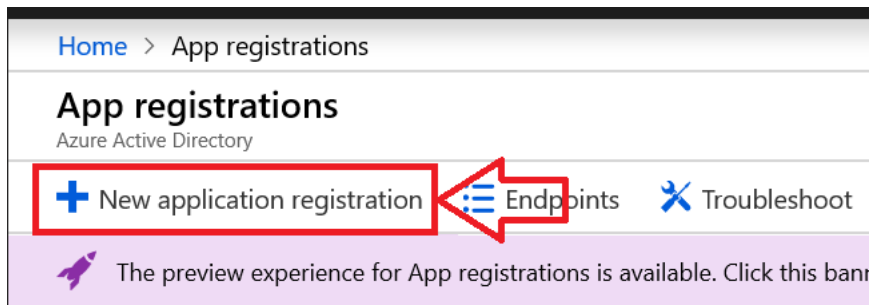 Home > App registrations
App registrations
Azure Active Directory
New application registration Endpoints Troubleshoot
The preview experience for App registrations is available. Click this